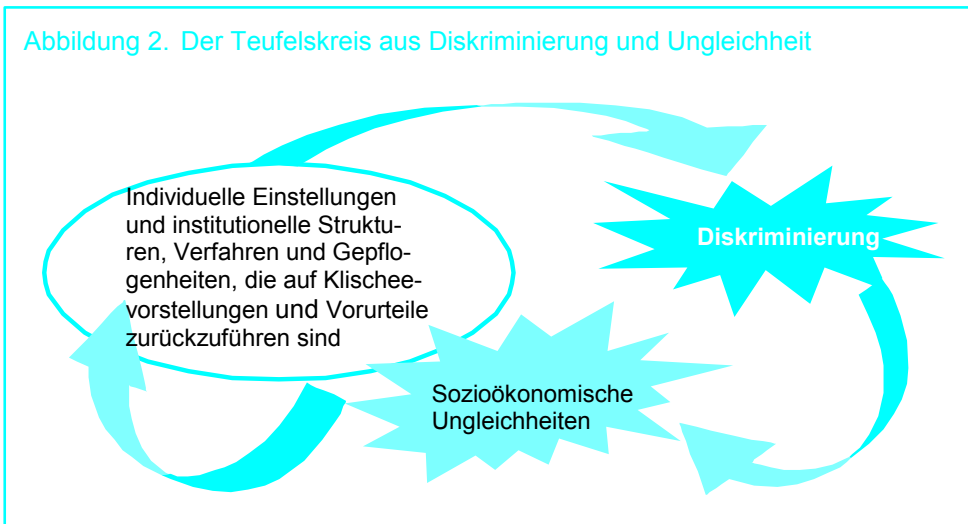 Abbildung 2. Der Teufelskreis aus Diskriminierung und Ungleichheit
Individuelle Einstellungen
und institutionelle Struktu-
ren, Verfahren und Gepflo-
genheiten, die auf Klischee-
vorstellungen und Vorurteile
zurückzuführen sind
Diskriminierung
Sozioökonomische
Ungleichheiten